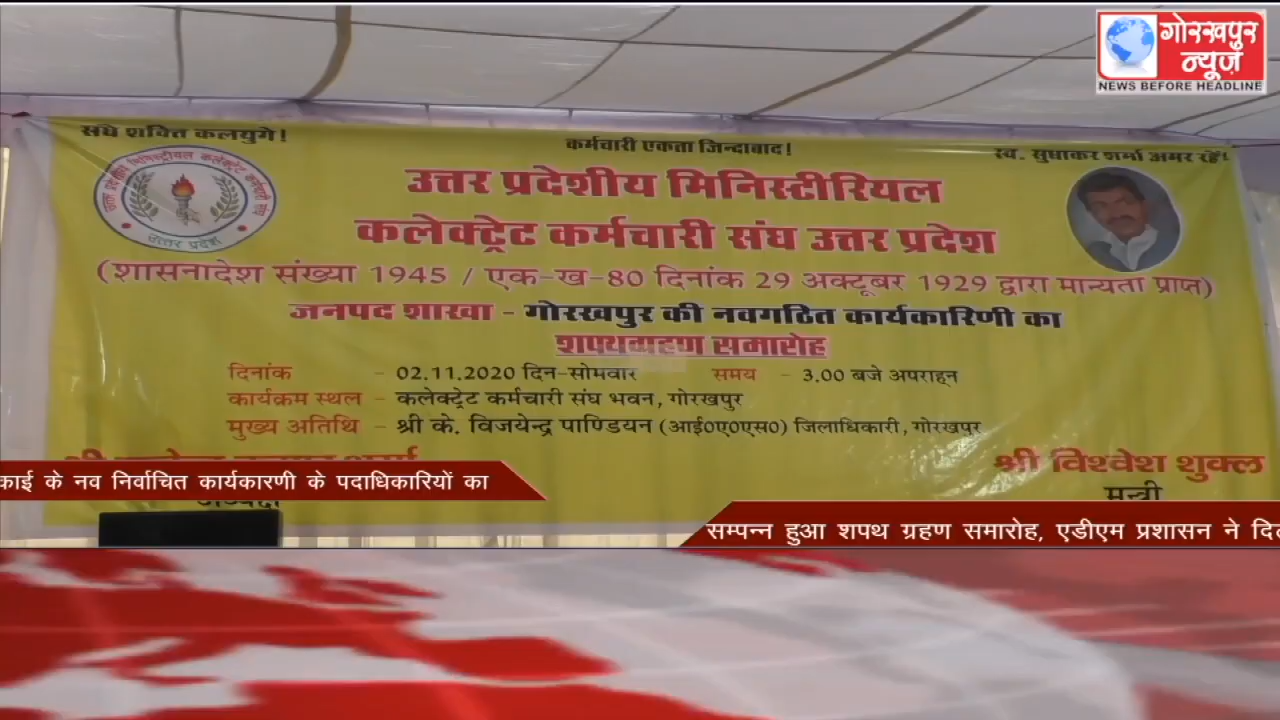 गोरखपुर
न्यूज़
NEWS BEFORE HEADLINE
संघे शक्ति कलयुगे!
कर्मचारी एकता जिन्दाबाद!
स्व. सुधाकर शर्मा अमर रहें!
उत्तर प्रदेशीय मिनिस्टीरियल
कलेक्ट्रेट कर्मचारी संघ उत्तर प्रदेश
उत्तर प्रदेश
(शासनादेश संख्या 1945 / एक-ख-80 दिनांक 29 अक्टूबर 1929 द्वारा मान्यता प्राप्त)
जनपद शाखा - गोरखपुर की नवगठित कार्यकारिणी का
शपथग्रहण समारोह
दिनांक - 02.11.2020 दिन-सोमवार समय - 3.00 बजे अपराह्न
कार्यक्रम स्थल - कलेक्ट्रेट कर्मचारी संघ भवन, गोरखपुर
मुख्य अतिथि - श्री के. विजयेन्द्र पाण्डियन (आई0ए0एस0) जिलाधिकारी, गोरखपुर
श्री विश्वेश शुक्ल
मन्त्री
काई के नव निर्वाचित कार्यकारणी के पदाधिकारियों का
सम्पन्न हुआ शपथ ग्रहण समारोह, एडीएम प्रशासन ने